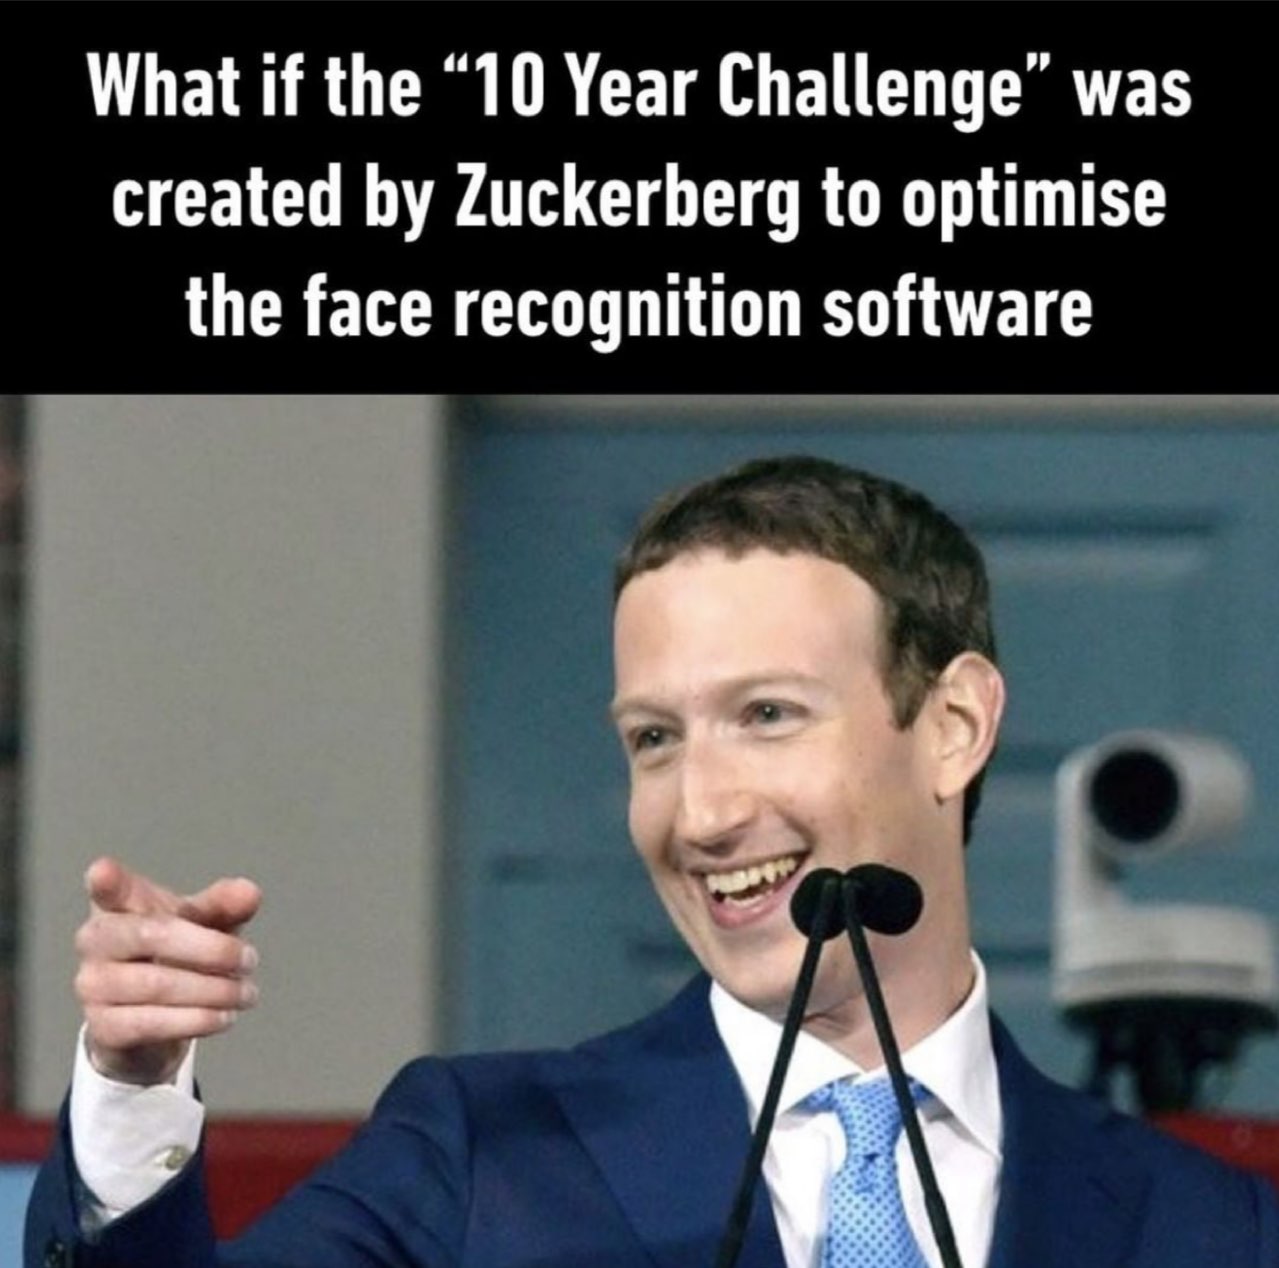 What if the “10 Year Challenge” was
created by Zuckerberg to optimise
the face recognition software